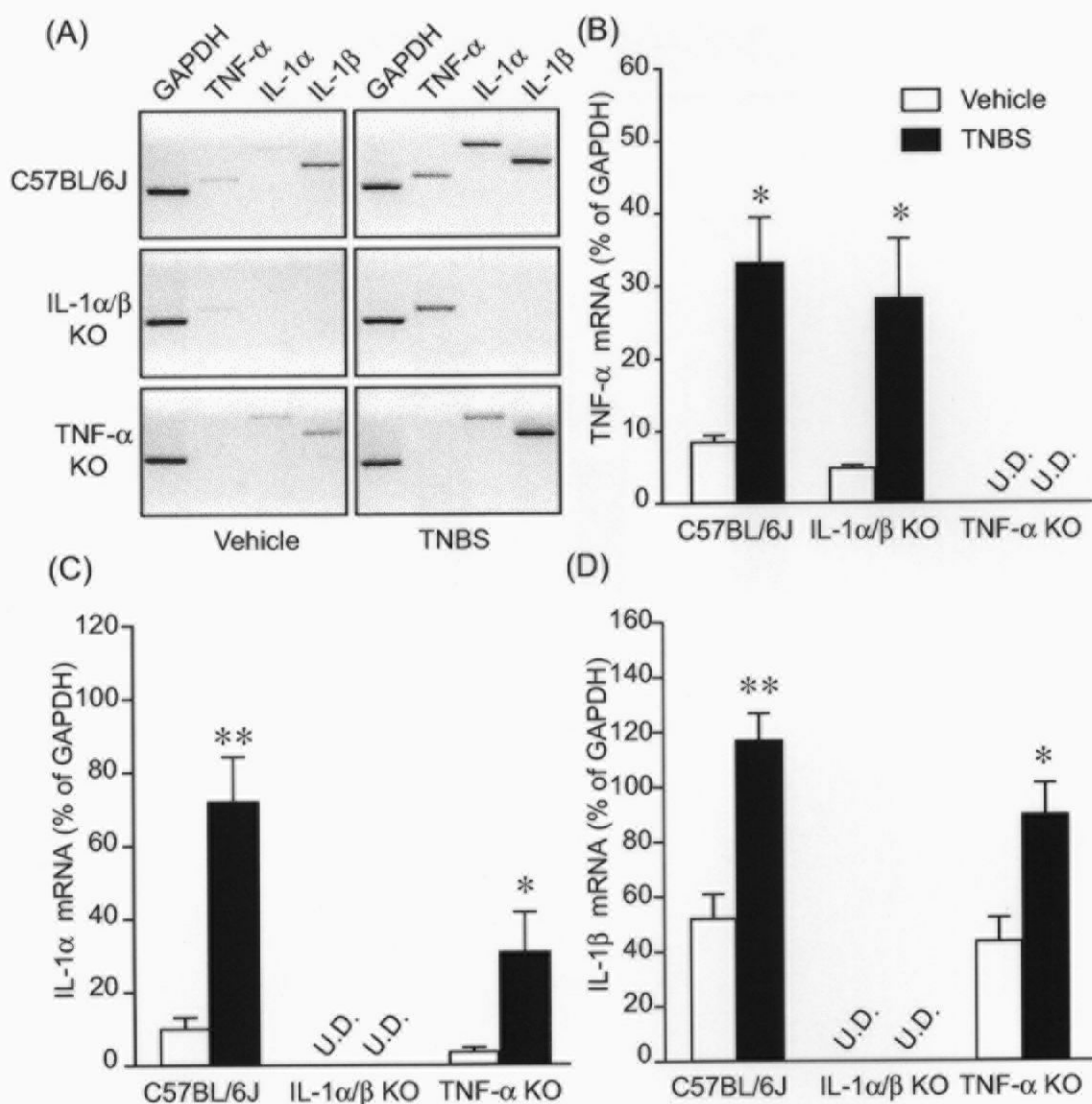 (A)
GAPDH TNF-α IL-1α IL-1β GAPDH TNF-α IL-1α IL-1β
C57BL/6J
IL-1α/β
KO
TNF-α
KO
Vehicle TNBS
(B)
TNF-α mRNA (% of GAPDH)
60
50
40
30
20
10
0
Vehicle
TNBS
* *
U.D. U.D.
C57BL/6J IL-1α/β KO TNF-α KO
(C)
IL-1α mRNA (% of GAPDH)
120
100
80
60
40
20
0
**
*
U.D. U.D.
C57BL/6J IL-1α/β KO TNF-α KO
(D)
IL-1β mRNA (% of GAPDH)
160
140
120
100
80
60
40
20
0
**
*
U.D. U.D.
C57BL/6J IL-1α/β KO TNF-α KO